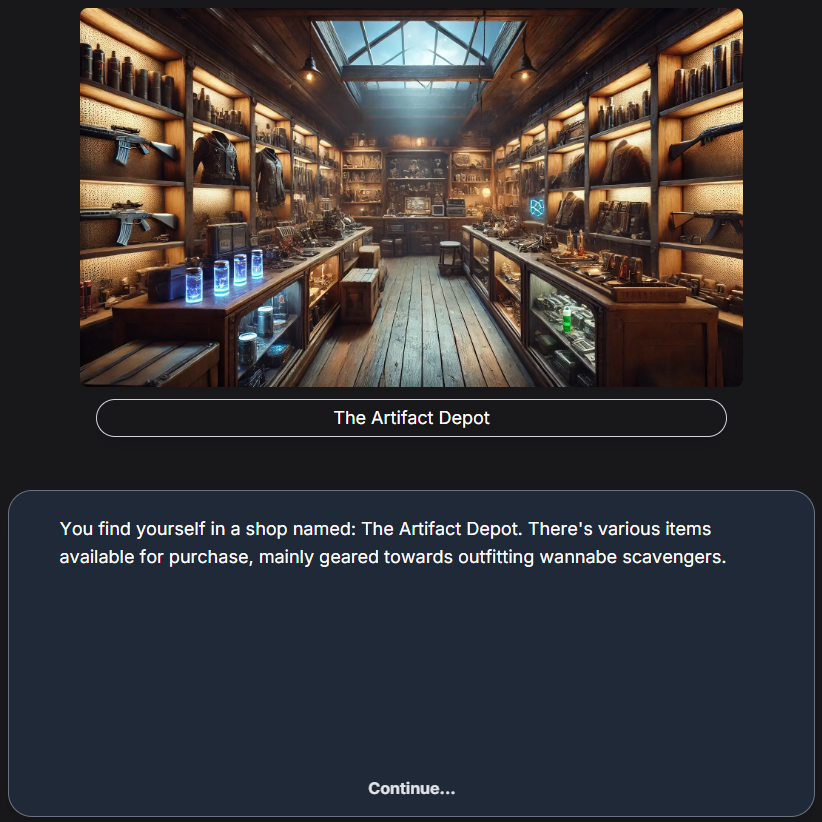 The Artifact Depot
You find yourself in a shop named: The Artifact Depot. There's various items
available for purchase, mainly geared towards outfitting wannabe scavengers.
Continue...